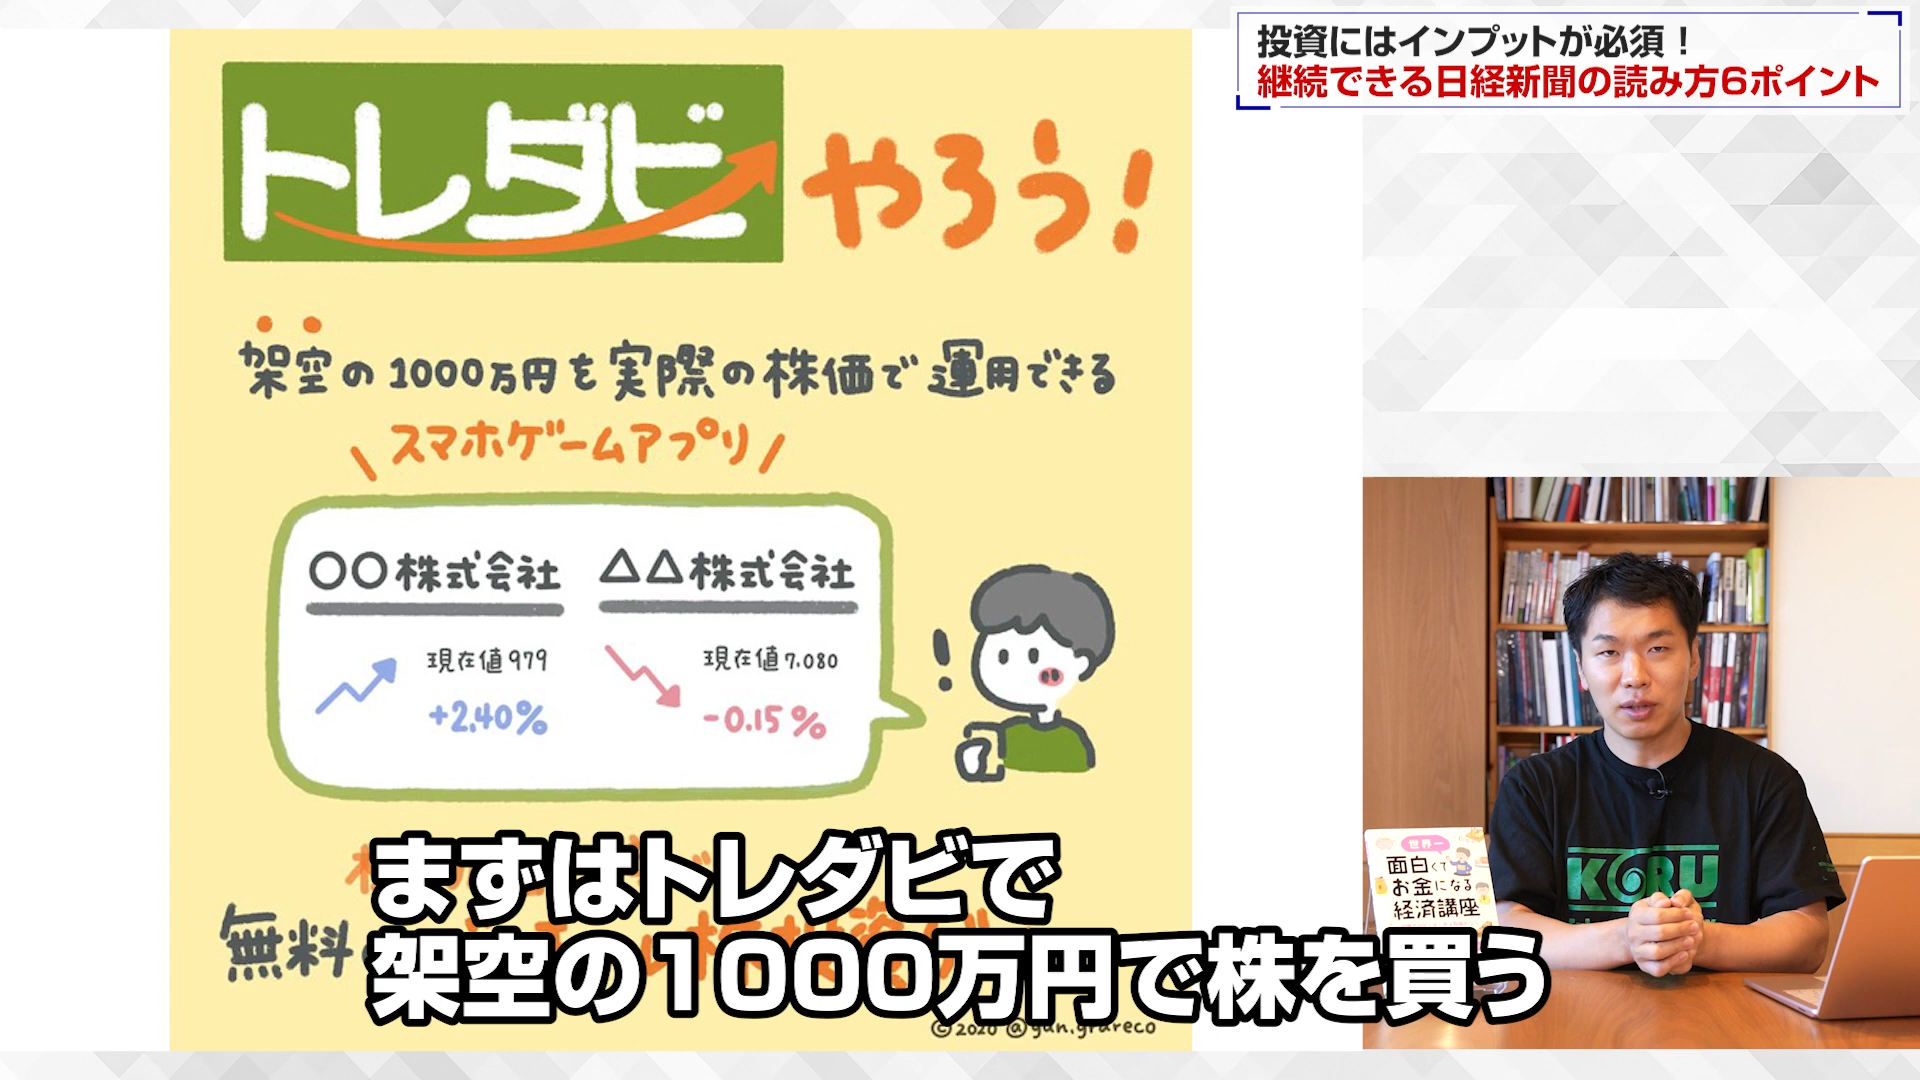 投資にはインプットが必須！
継続できる日経新聞の読み方6ポイント
トレダビ やろう！
架空の1000万円を実際の株価で運用できる
\ スマホゲームアプリ /
〇〇株式会社
現在値 979
+2.40%
△△株式会社
現在値 7.080
-0.15%
!
無料
まずはトレダビで
架空の1000万円で株を買う
©2020 @gun.grareco
世界一
面白くて
お金になる
経済講座
KORU